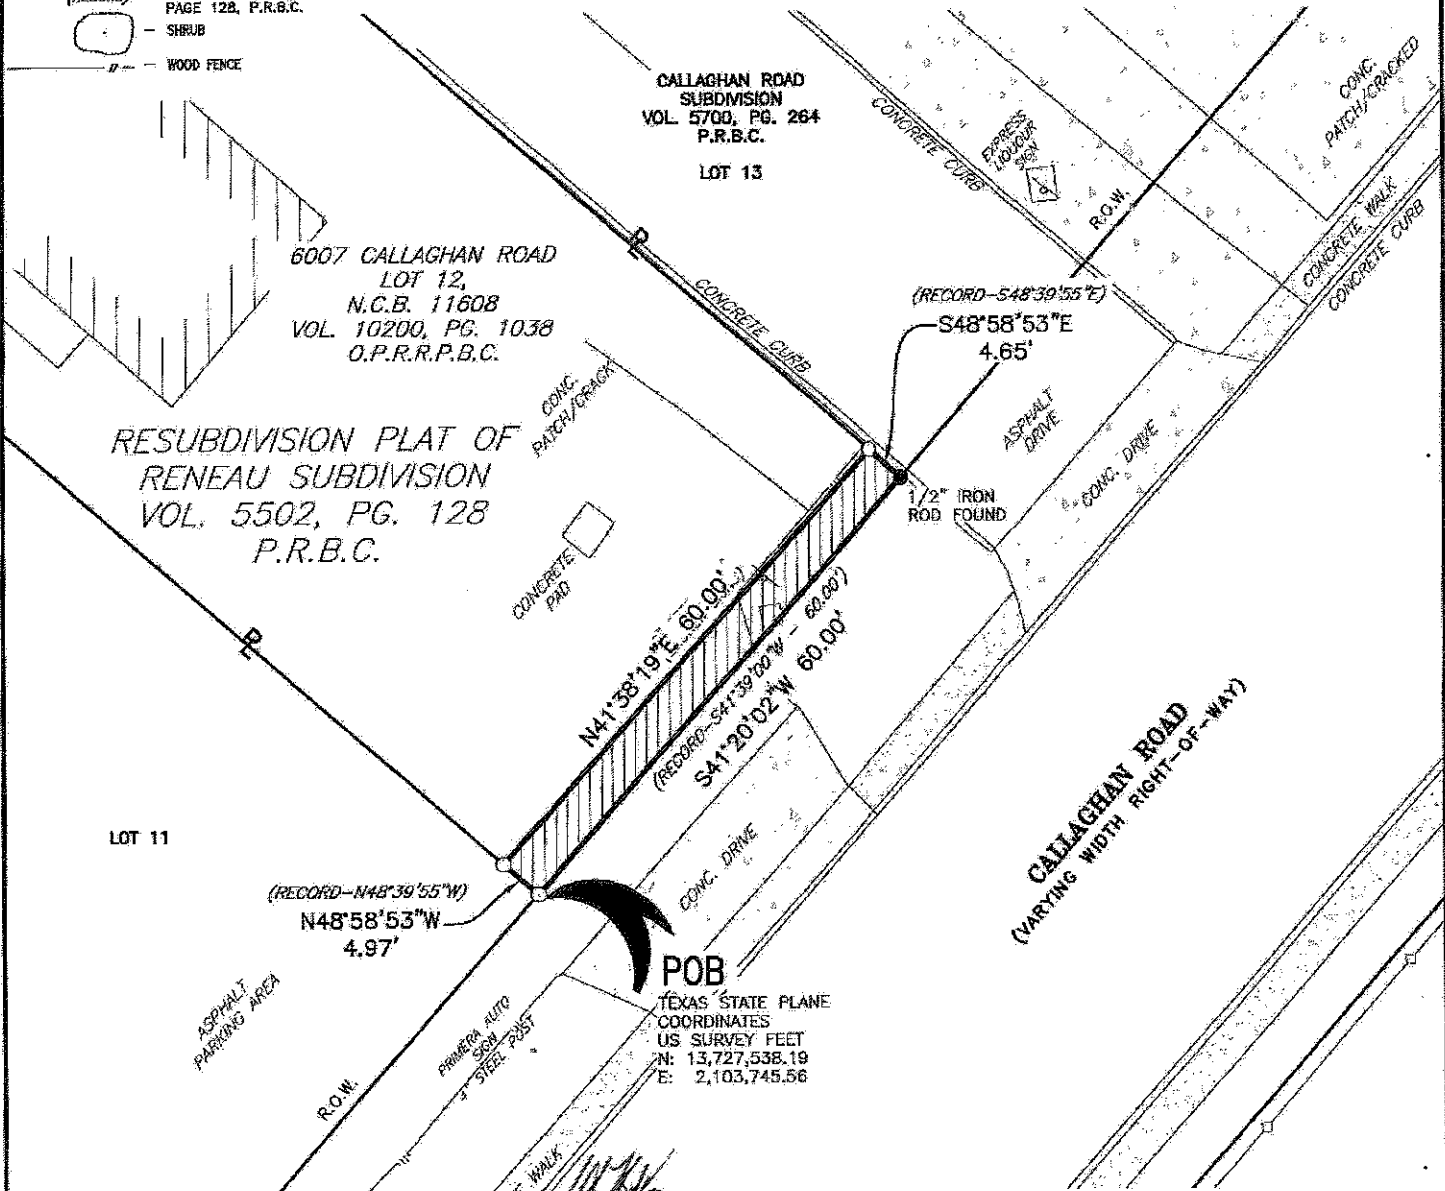 PAGE 128, P.R.B.C.
- SHRUB
- WOOD FENCE
CALLAGHAN ROAD
SUBDIVISION
VOL. 5700, PG. 264
P.R.B.C.
LOT 13
CONCRETE CURB
EXPRESS
LIQUOUR
SIGN
CONC.
PATCH/CRACKED
R.O.W.
CONCRETE WALK
CONCRETE CURB
6007 CALLAGHAN ROAD
LOT 12,
N.C.B. 11608
VOL. 10200, PG. 1038
O.P.R.R.P.B.C.
PL
CONCRETE CURB
(RECORD-S48°39'55"E)
S48°58'53"E
4.65'
CONC.
PATCH/CRACK
ASPHALT
DRIVE
CONC. DRIVE
RESUBDIVISION PLAT OF
RENEAU SUBDIVISION
VOL. 5502, PG. 128
P.R.B.C.
1/2" IRON
ROD FOUND
CONCRETE
PAD
N41°38'19"E 60.00'
(RECORD-S41°39'00"W - 60.00')
S41°20'02"W 60.00'
PL
CALLAGHAN ROAD
(VARYING WIDTH RIGHT-OF-WAY)
LOT 11
(RECORD-N48°39'55"W)
N48°58'53"W
4.97'
CONC. DRIVE
POB
TEXAS STATE PLANE
COORDINATES
US SURVEY FEET
N: 13,727,538.19
E: 2,103,745.56
ASPHALT
PARKING AREA
PRIMERA AUTO
SIGN
4" STEEL POST
R.O.W.
WALK